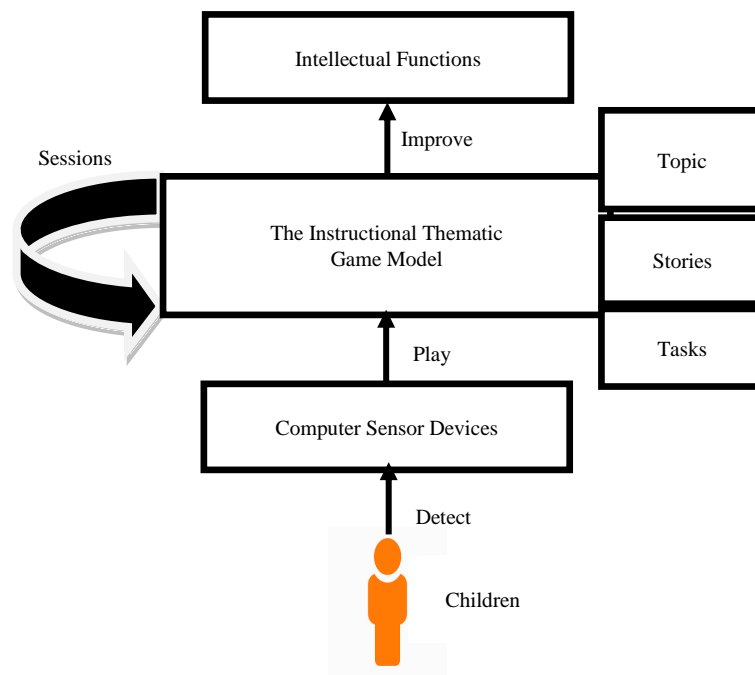 Intellectual Functions
Improve
Sessions
Topic
The Instructional Thematic
Game Model
Stories
Play
Tasks
Computer Sensor Devices
Detect
Children